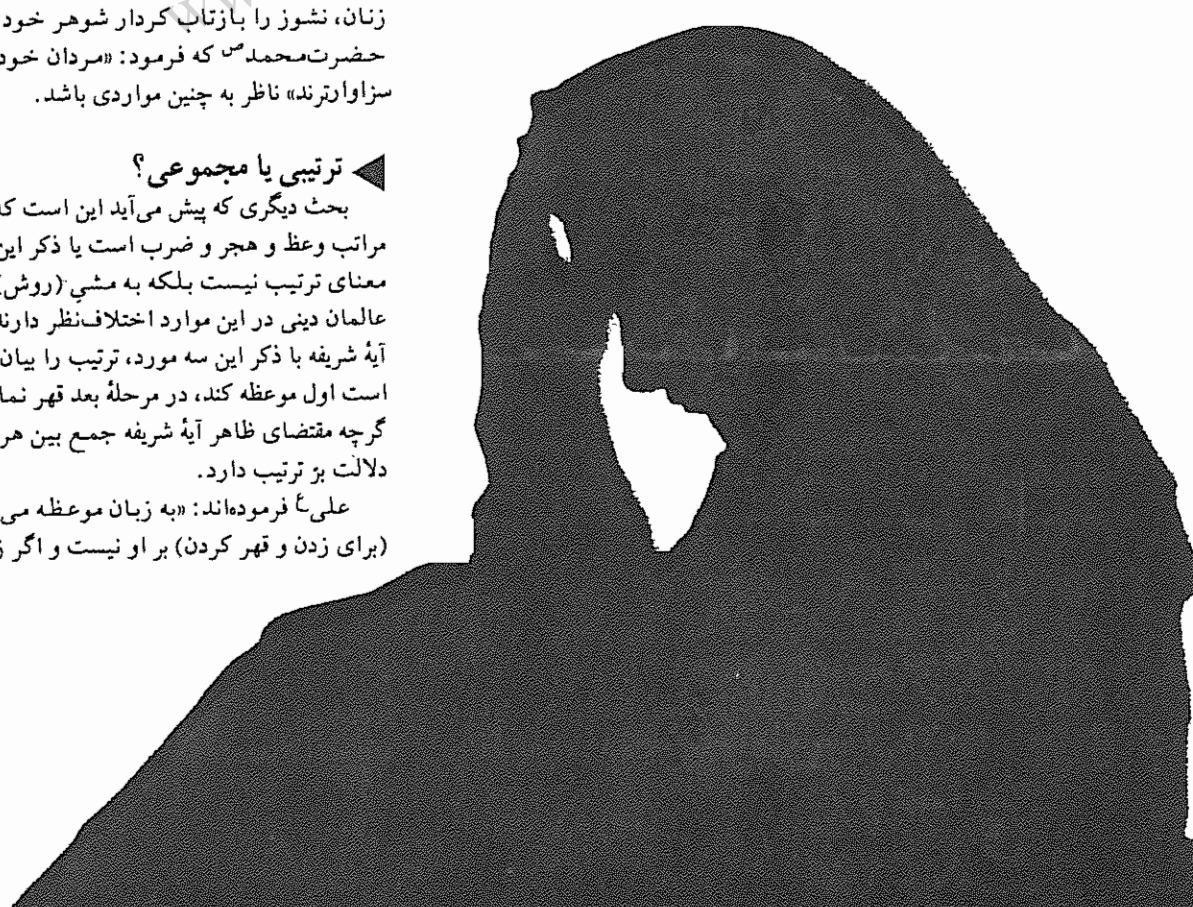 زنان، نشوز را بازتاب کردار شوهر خود
حضرت‌محمدص که فرمود: «مردان خود
سزاوارترند» ناظر به چنین مواردی باشد.
ترتیبی یا مجموعی؟
بحث دیگری که پیش می‌آید این است که
مراتب وعظ و هجر و ضرب است یا ذکر این
معنای ترتیب نیست بلکه به مشیِ (روش)
عالمان دینی در این موارد اختلاف‌نظر دارند
آیهٔ شریفه با ذکر این سه مورد، ترتیب را بیان
است اول موعظه کند، در مرحلهٔ بعد قهر نما
گرچه مقتضای ظاهر آیهٔ شریفه جمع بین هر
دلالت بر ترتیب دارد.
علیع فرموده‌اند: «به زبان موعظه می
(برای زدن و قهر کردن) بر او نیست و اگر ز